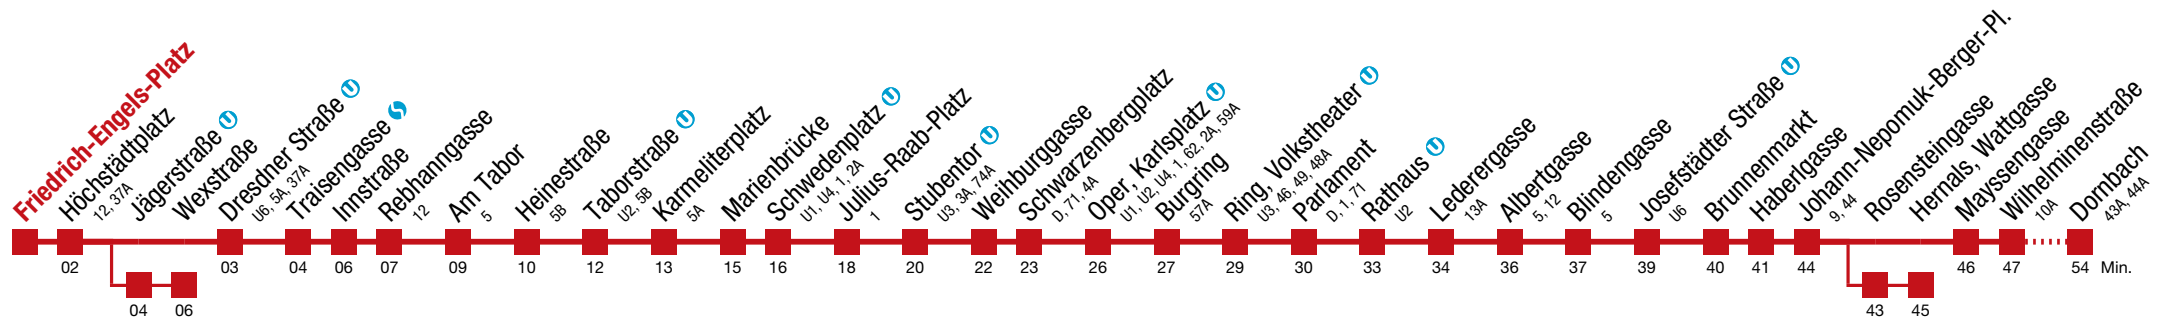 Friedrich-Engels-Platz
Höchstädtplatz
12, 37A
Jägerstraße U
Wexstraße
Dresdner Straße U
U6, 5A, 37A
Traisengasse S
Innstraße
Rebhanngasse
12
Am Tabor
5
Heinestraße
5B
Taborstraße U
U2, 5B
Karmeliterplatz
5A
Marienbrücke
Schwedenplatz U
U1, U4, 1, 2A
Julius-Raab-Platz
1
Stubentor U
U3, 3A, 74A
Weihburggasse
Schwarzenbergplatz
D, 71, 4A
Oper, Karlsplatz U
U1, U2, U4, 1, 62, 2A, 59A
Burgring
57A
Ring, Volkstheater U
U3, 46, 49, 48A
Parlament
D, 1, 71
Rathaus U
U2
Lederergasse
13A
Albertgasse
5, 12
Blindengasse
5
Josefstädter Straße U
U6
Brunnenmarkt
Haberlgasse
Johann-Nepomuk-Berger-Pl.
9, 44
Rosensteingasse
Hernals, Wattgasse
Mayssengasse
Wilhelminenstraße
10A
Dornbach
43A, 44A
02 03 04 06 07 09 10 12 13 15 16 18 20 22 23 26 27 29 30 33 34 36 37 39 40 41 44 46 47 54 Min.
04 06 43 45